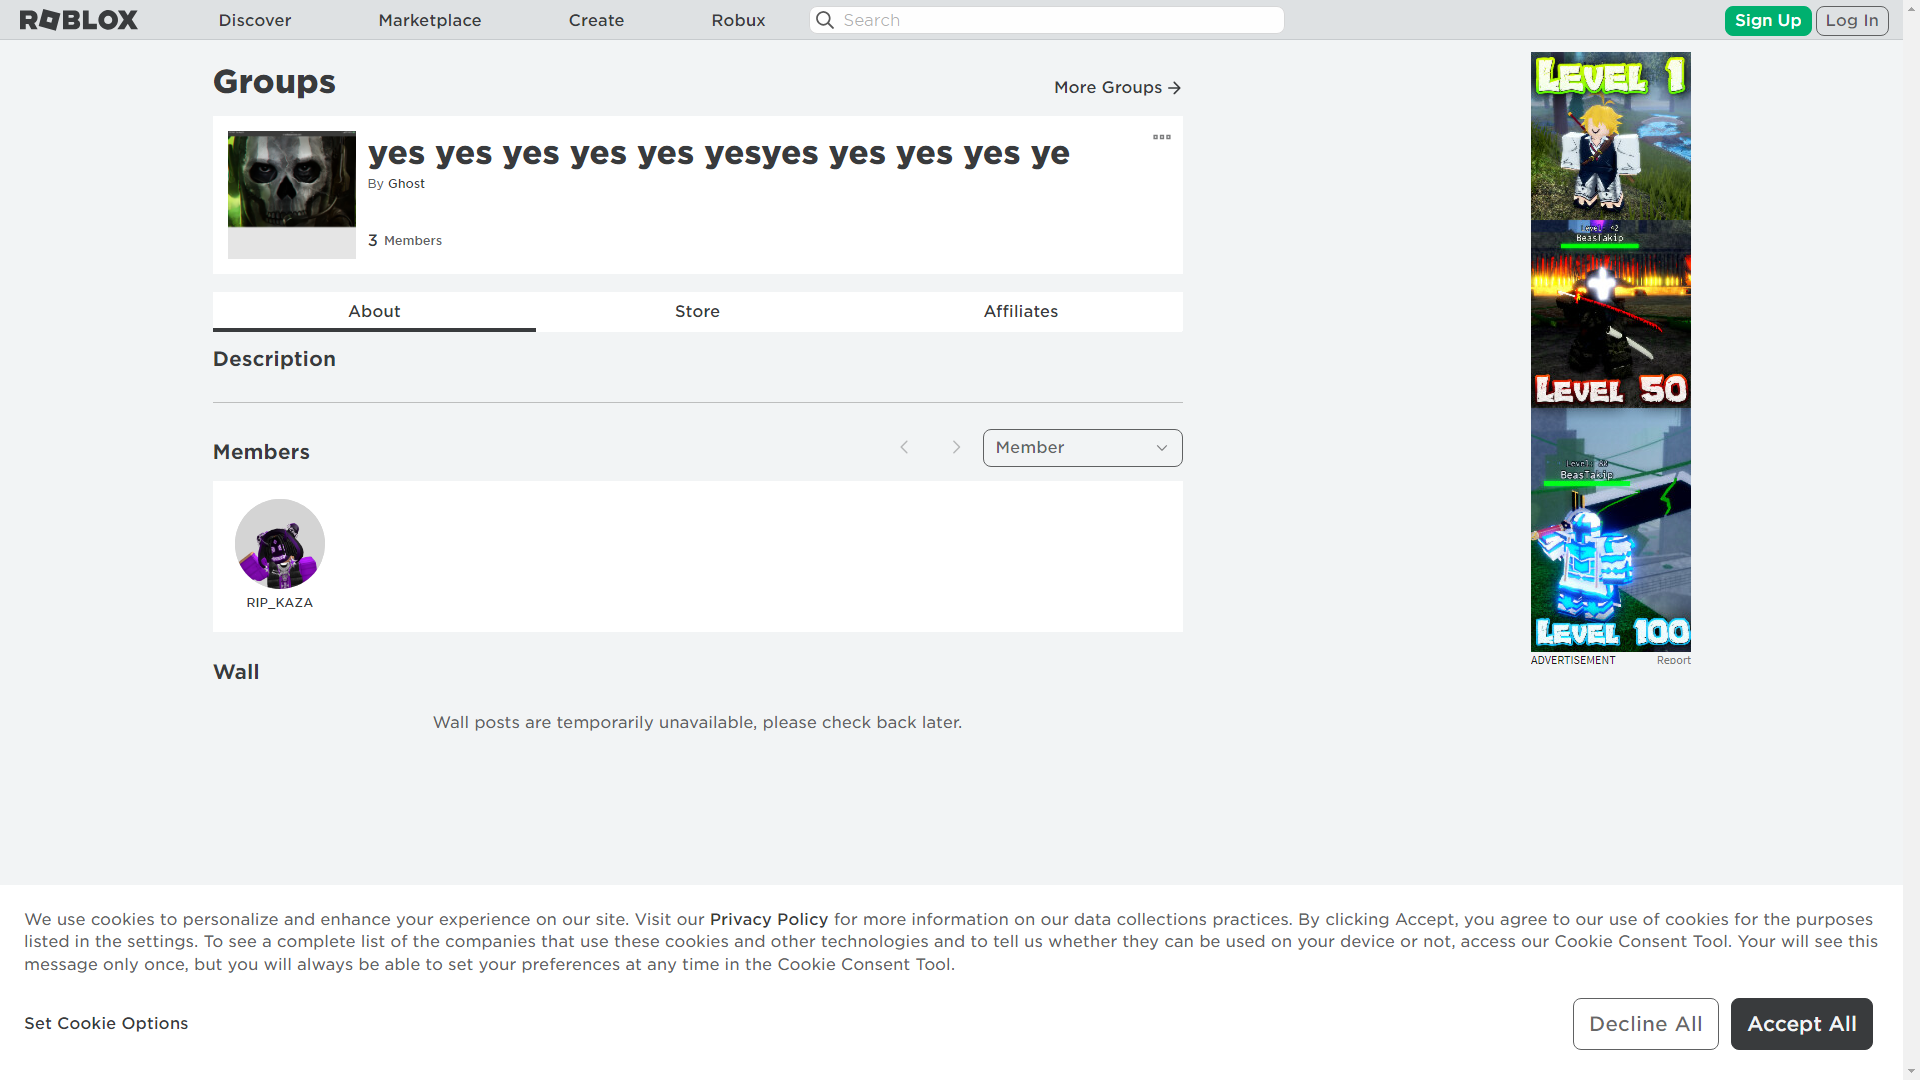 ROBLOX
Discover
Marketplace
Create
Robux
Search
Sign Up
Log In
Groups
More Groups
yes yes yes yes yes yesyes yes yes yes ye
By Ghost
3 Members
About
Store
Affiliates
Description
Members
Member
RIP_KAZA
Wall
Wall posts are temporarily unavailable, please check back later.
LEVEL 1
BeasTakip
LEVEL 50
BeasTakip
LEVEL 100
ADVERTISEMENT
Report
We use cookies to personalize and enhance your experience on our site. Visit our Privacy Policy for more information on our data collections practices. By clicking Accept, you agree to our use of cookies for the purposes
listed in the settings. To see a complete list of the companies that use these cookies and other technologies and to tell us whether they can be used on your device or not, access our Cookie Consent Tool. Your will see this
message only once, but you will always be able to set your preferences at any time in the Cookie Consent Tool.
Set Cookie Options
Decline All
Accept All